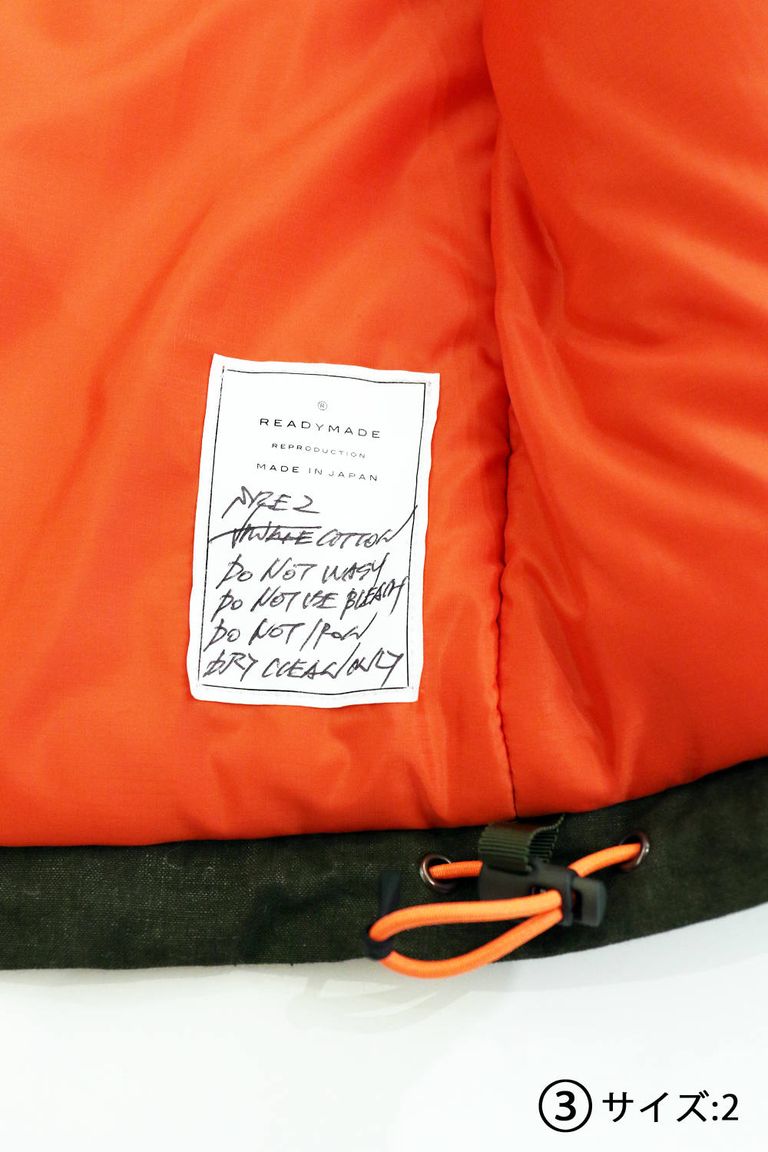 ®
READYMADE
REPRODUCTION
MADE IN JAPAN
SIZE 2
COTTON
DO NOT WASH
DO NOT USE BLEACH
DO NOT IRON
DRY CLEAN ONLY
③サイズ:2